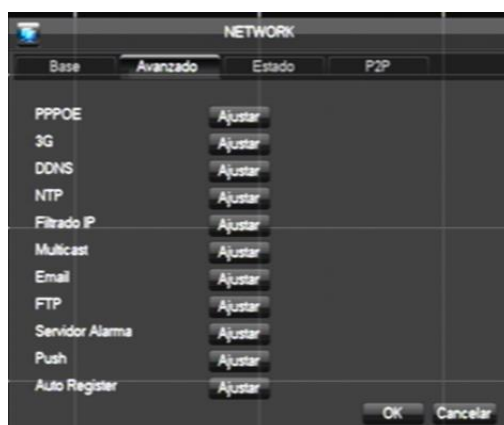 NETWORK
Base Avanzado Estado P2P
PPPOE Ajustar
3G Ajustar
DDNS Ajustar
NTP Ajustar
Filtrado IP Ajustar
Multicast Ajustar
Email Ajustar
FTP Ajustar
Servidor Alarma Ajustar
Push Ajustar
Auto Register Ajustar
OK Cancelar